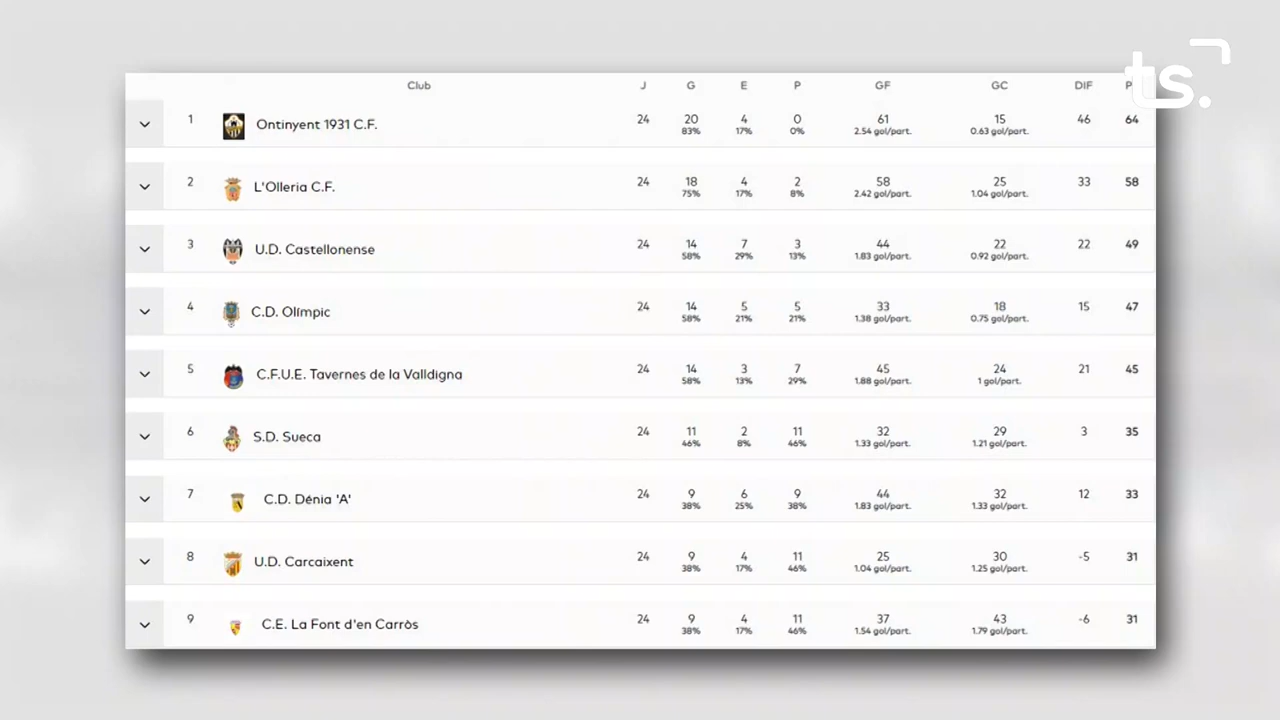 ts.
Club J G E P GF GC DIF P
1 Ontinyent 1931 C.F. 24 20 4 0 61 15 46 64
83% 17% 0% 2.54 gol/part. 0.63 gol/part.
2 L'Olleria C.F. 24 18 4 2 58 25 33 58
75% 17% 8% 2.42 gol/part. 1.04 gol/part.
3 U.D. Castellonense 24 14 7 3 44 22 22 49
58% 29% 13% 1.83 gol/part. 0.92 gol/part.
4 C.D. Olímpic 24 14 5 5 33 18 15 47
58% 21% 21% 1.38 gol/part. 0.75 gol/part.
5 C.F.U.E. Tavernes de la Valldigna 24 14 3 7 45 24 21 45
58% 13% 29% 1.88 gol/part. 1 gol/part.
6 S.D. Sueca 24 11 2 11 32 29 3 35
46% 8% 46% 1.33 gol/part. 1.21 gol/part.
7 C.D. Dénia 'A' 24 9 6 9 44 32 12 33
38% 25% 38% 1.83 gol/part. 1.33 gol/part.
8 U.D. Carcaixent 24 9 4 11 25 30 -5 31
38% 17% 46% 1.04 gol/part. 1.25 gol/part.
9 C.E. La Font d'en Carròs 24 9 4 11 37 43 -6 31
38% 17% 46% 1.54 gol/part. 1.79 gol/part.